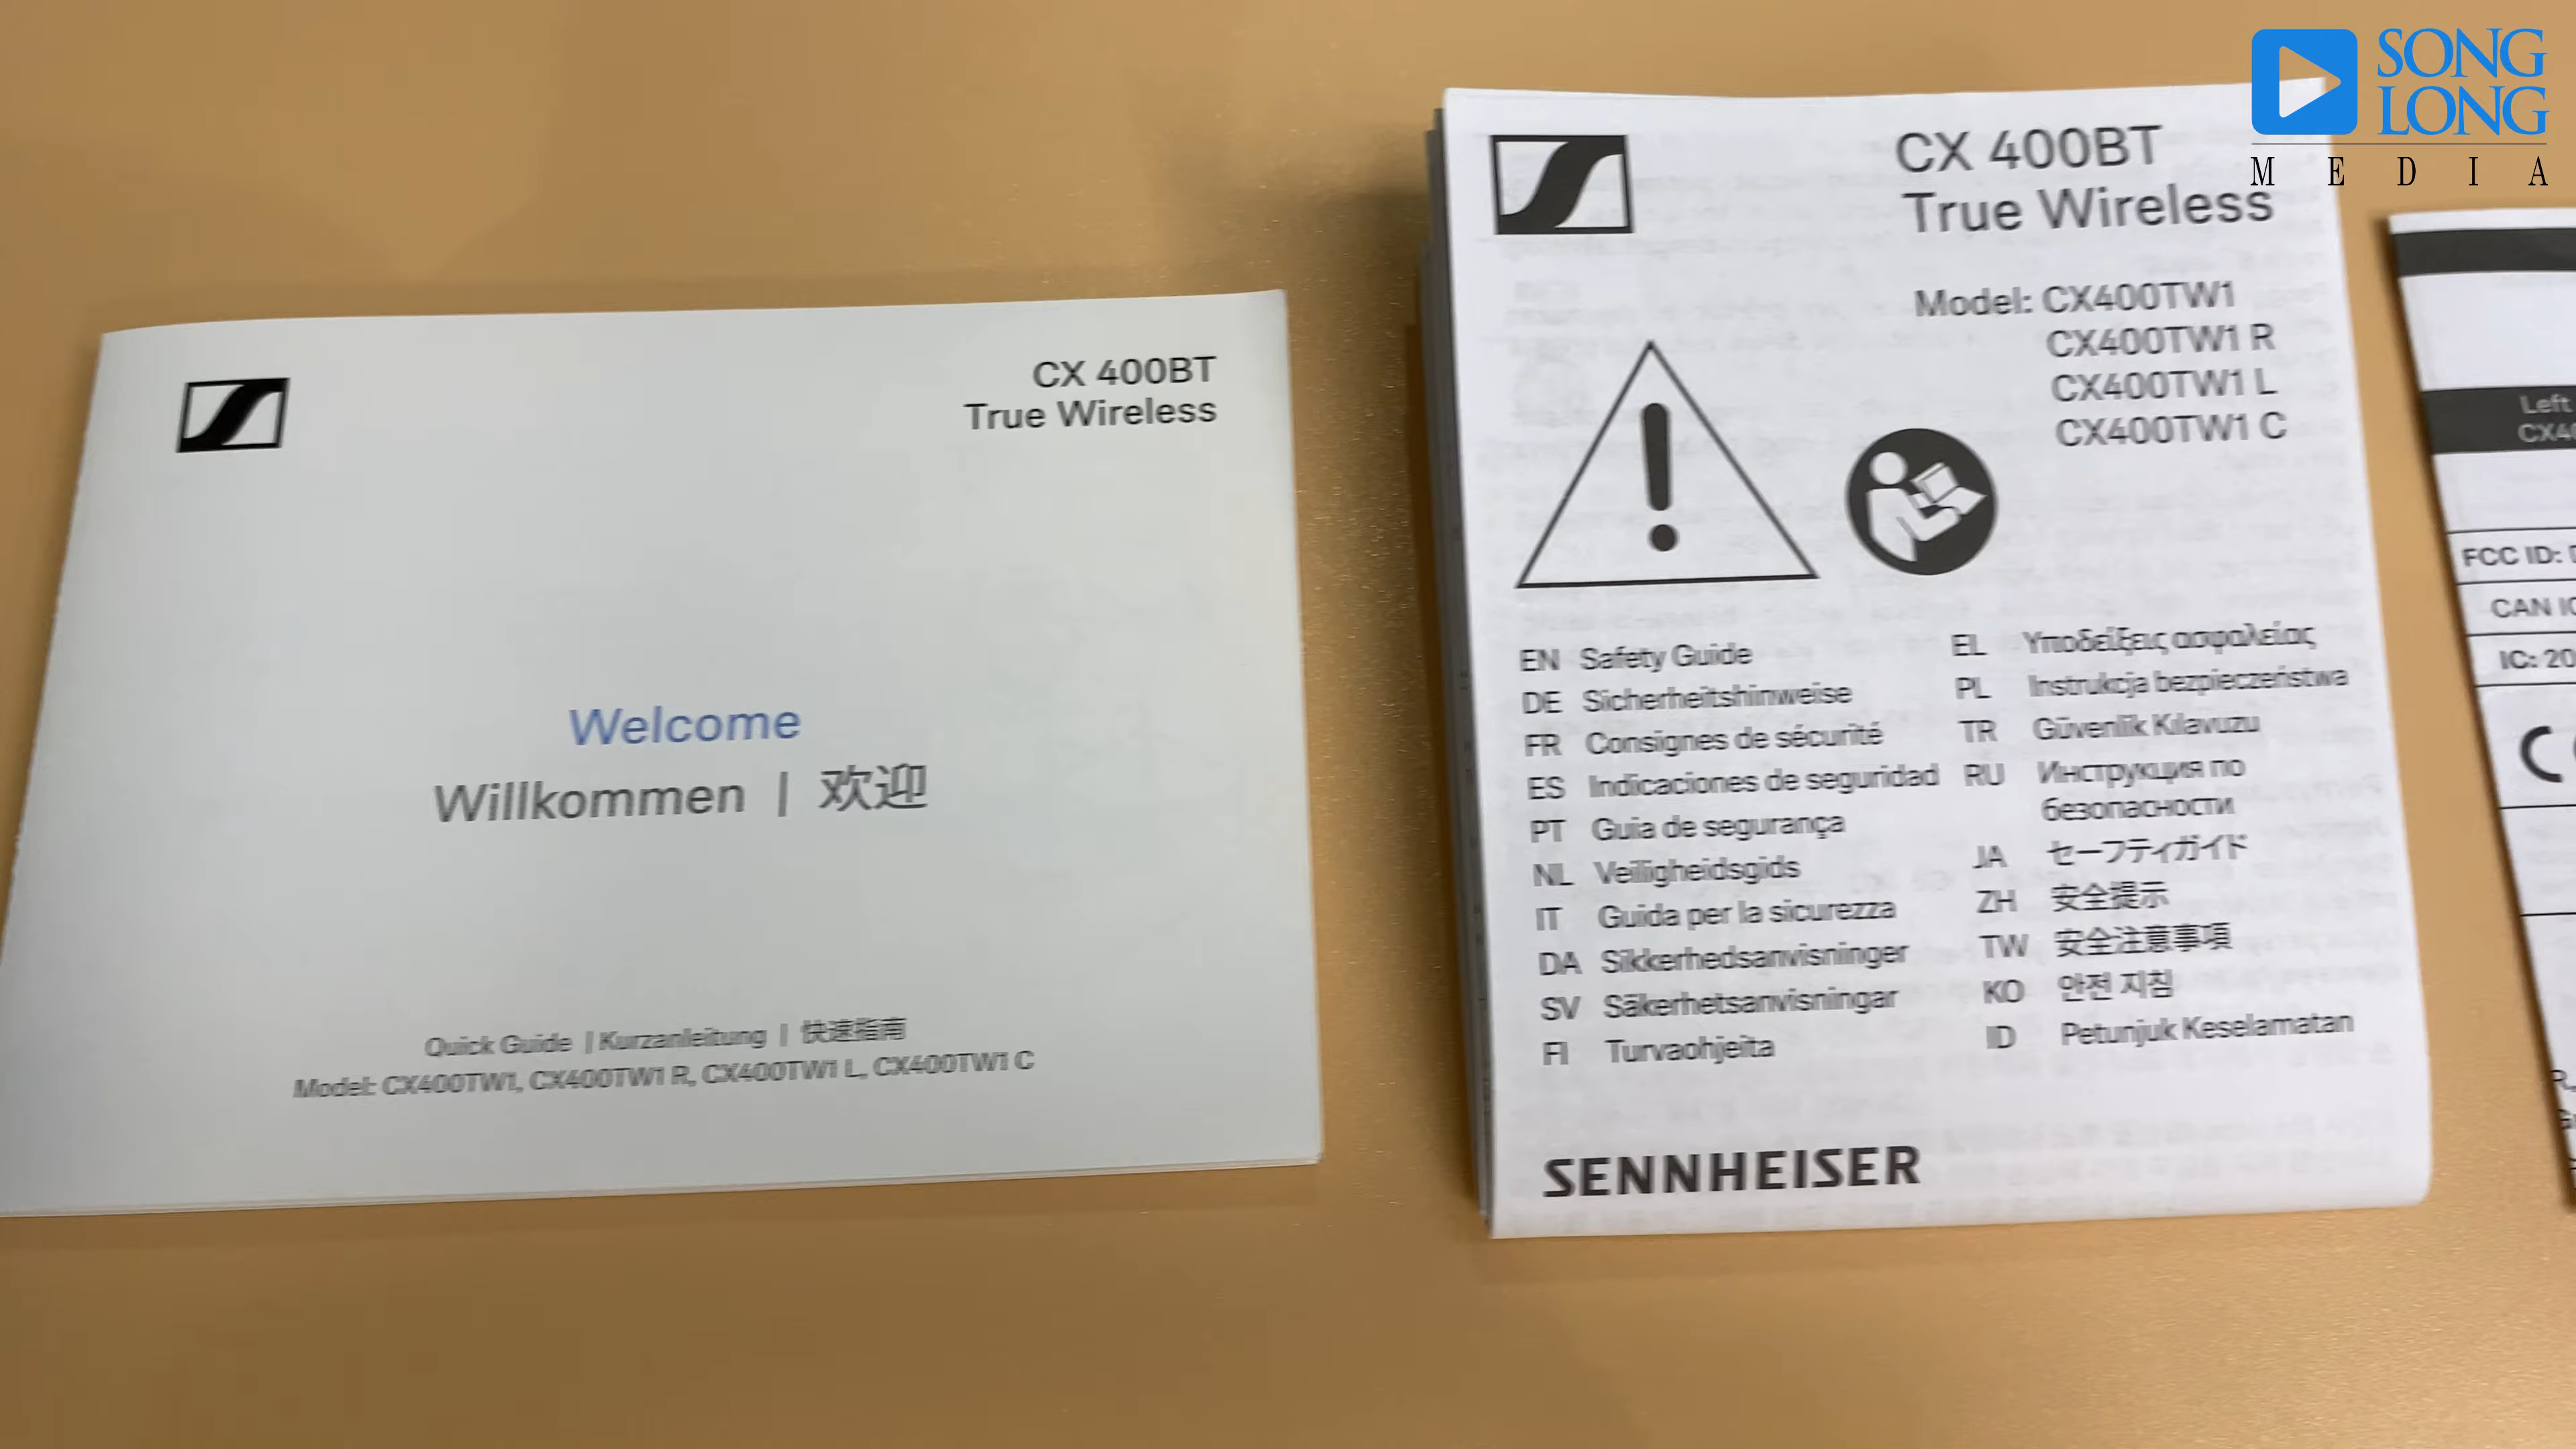 SONG
LONG
MEDIA
CX 400BT
True Wireless
Welcome
Willkommen | 欢迎
Quick Guide | Kurzanleitung | 快速指南
Model: CX400TW1, CX400TW1 R, CX400TW1 L, CX400TW1 C
CX 400BT
True Wireless
Model: CX400TW1
CX400TW1 R
CX400TW1 L
CX400TW1 C
EN Safety Guide
DE Sicherheitshinweise
FR Consignes de sécurité
ES Indicaciones de seguridad
PT Guia de segurança
NL Veiligheidsgids
IT Guida per la sicurezza
DA Sikkerhedsanvisninger
SV Säkerhetsanvisningar
FI Turvaohjeita
EL Υποδείξεις ασφαλείας
PL Instrukcja bezpieczeństwa
TR Güvenlik Kılavuzu
RU Инструкция по
безопасности
JA セーフティガイド
ZH 安全提示
TW 安全注意事項
KO 안전 지침
ID Petunjuk Keselamatan
SENNHEISER
Left
FCC ID:
CAN
IC: 20